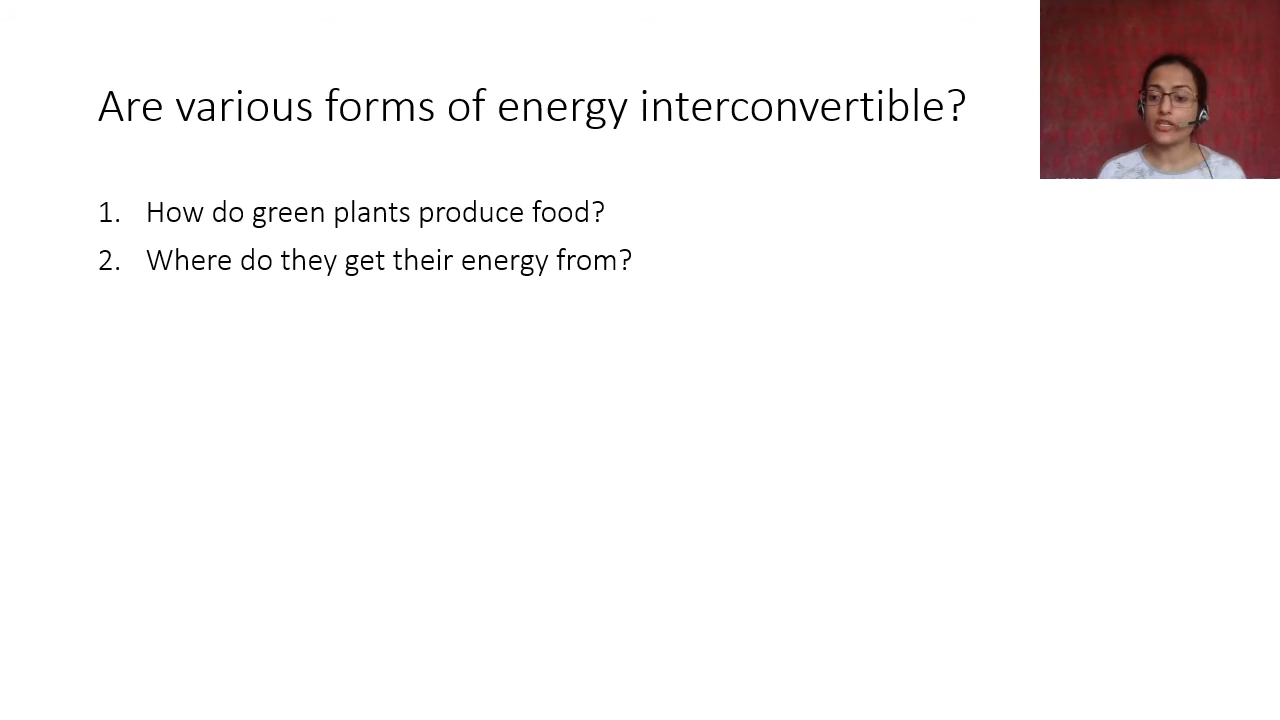 Are various forms of energy interconvertible?
1. How do green plants produce food?
2. Where do they get their energy from?